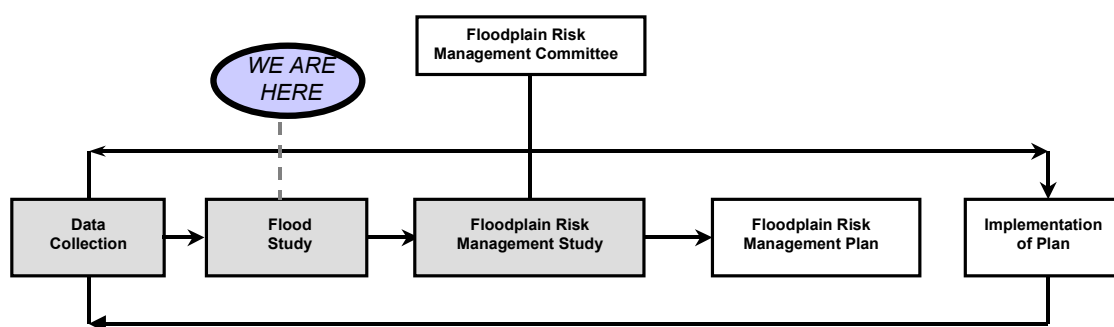 Floodplain Risk
Management Committee
WE ARE
HERE
Data
Collection
Flood
Study
Floodplain Risk
Management Study
Floodplain Risk
Management Plan
Implementation
of Plan